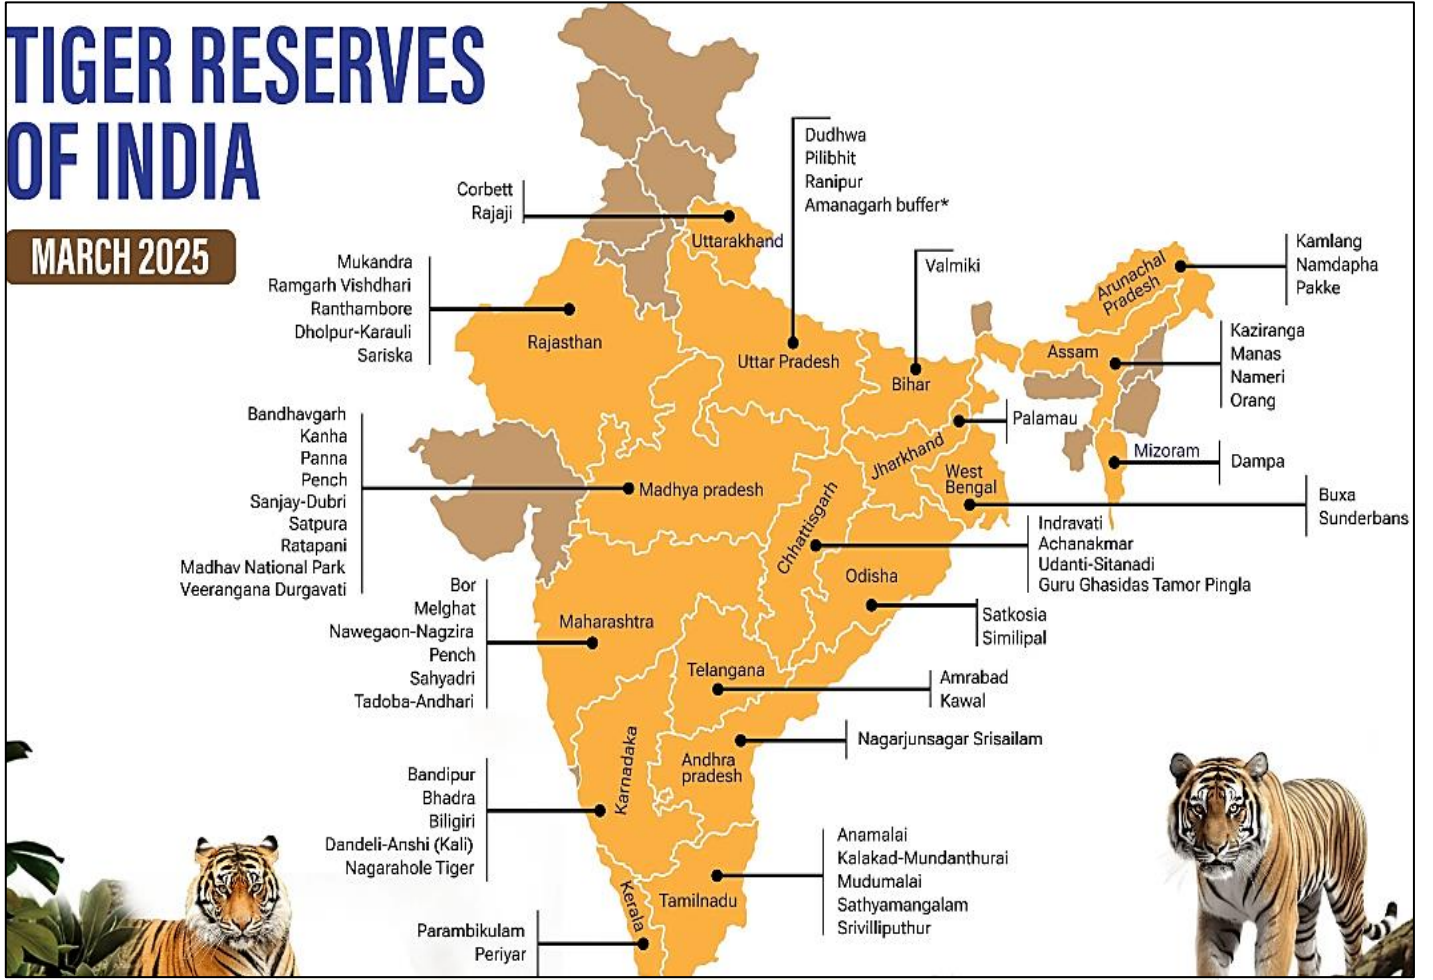 TIGER RESERVES
OF INDIA
MARCH 2025
Corbett
Rajaji
Uttarakhand
Dudhwa
Pilibhit
Ranipur
Amanagarh buffer*
Uttar Pradesh
Mukandra
Ramgarh Vishdhari
Ranthambore
Dholpur-Karauli
Sariska
Rajasthan
Valmiki
Bihar
Kamlang
Namdapha
Pakke
Arunachal
Pradesh
Kaziranga
Manas
Nameri
Orang
Assam
Palamau
Jharkhand
Mizoram
Dampa
West
Bengal
Buxa
Sunderbans
Bandhavgarh
Kanha
Panna
Pench
Sanjay-Dubri
Satpura
Ratapani
Madhav National Park
Veerangana Durgavati
Madhya pradesh
Chhattisgarh
Indravati
Achanakmar
Udanti-Sitanadi
Guru Ghasidas Tamor Pingla
Odisha
Satkosia
Similipal
Bor
Melghat
Nawegaon-Nagzira
Pench
Sahyadri
Tadoba-Andhari
Maharashtra
Telangana
Amrabad
Kawal
Nagarjunsagar Srisailam
Andhra
pradesh
Bandipur
Bhadra
Biligiri
Dandeli-Anshi (Kali)
Nagarahole Tiger
Karnadaka
Anamalai
Kalakad-Mundanthurai
Mudumalai
Sathyamangalam
Srivilliputhur
Tamilnadu
Kerala
Parambikulam
Periyar